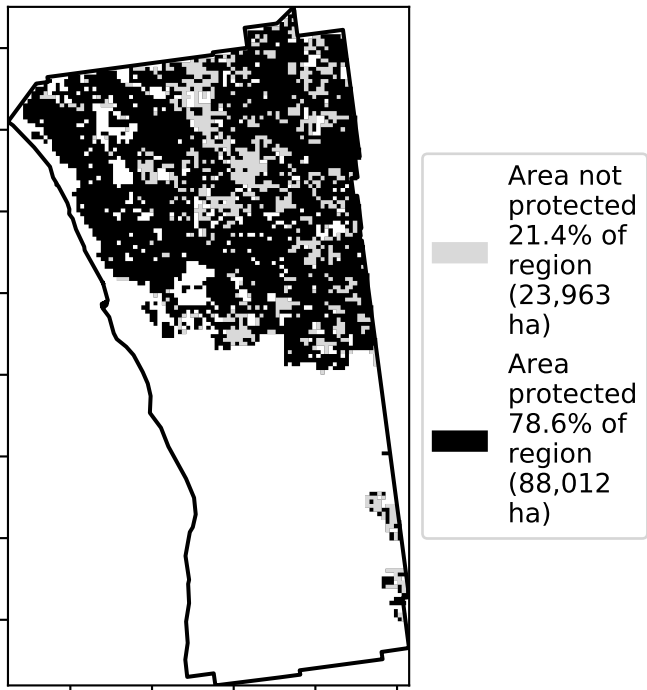 Area not
protected
21.4% of
region
(23,963
ha)
Area
protected
78.6% of
region
(88,012
ha)